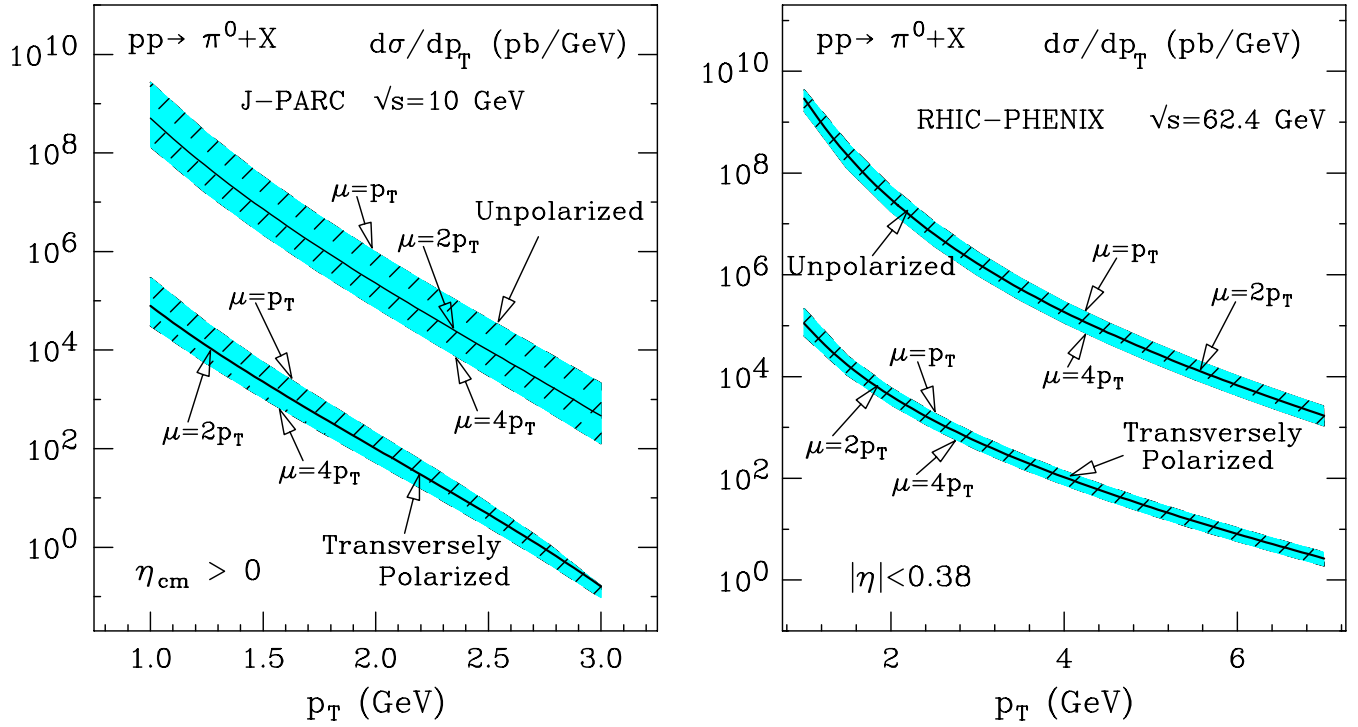 pp→ π⁰+X dσ/dp_T (pb/GeV)
J-PARC √s=10 GeV
10¹⁰
10⁸
10⁶
10⁴
10²
10⁰
μ=p_T
Unpolarized
μ=2p_T
μ=p_T
μ=4p_T
μ=2p_T
μ=4p_T
Transversely
Polarized
η_cm > 0
1.0 1.5 2.0 2.5 3.0
p_T (GeV)
pp→ π⁰+X dσ/dp_T (pb/GeV)
RHIC-PHENIX √s=62.4 GeV
10¹⁰
10⁸
10⁶
10⁴
10²
10⁰
μ=p_T
Unpolarized
μ=2p_T
μ=p_T
μ=4p_T
μ=2p_T
Transversely
Polarized
μ=4p_T
|η|<0.38
2 4 6
p_T (GeV)